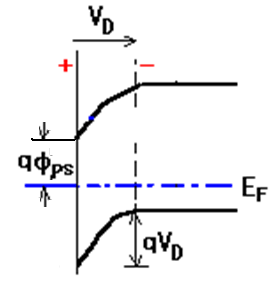 V_D
+ −
qΦ_PS
E_F
qV_D